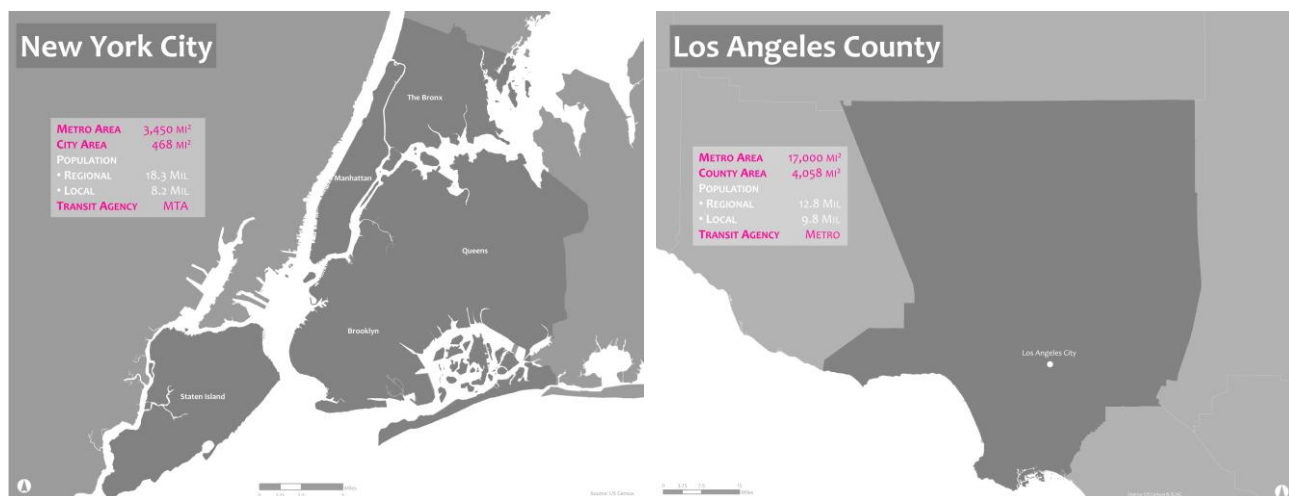 New York City
METRO AREA 3,450 MI²
CITY AREA 468 MI²
POPULATION
• REGIONAL 18.3 MIL
• LOCAL 8.2 MIL
TRANSIT AGENCY MTA
The Bronx
Manhattan
Queens
Brooklyn
Staten Island
Miles
Source: US Census
Los Angeles County
METRO AREA 17,000 MI²
COUNTY AREA 4,058 MI²
POPULATION
• REGIONAL 12.8 MIL
• LOCAL 9.8 MIL
TRANSIT AGENCY METRO
Los Angeles City
Miles